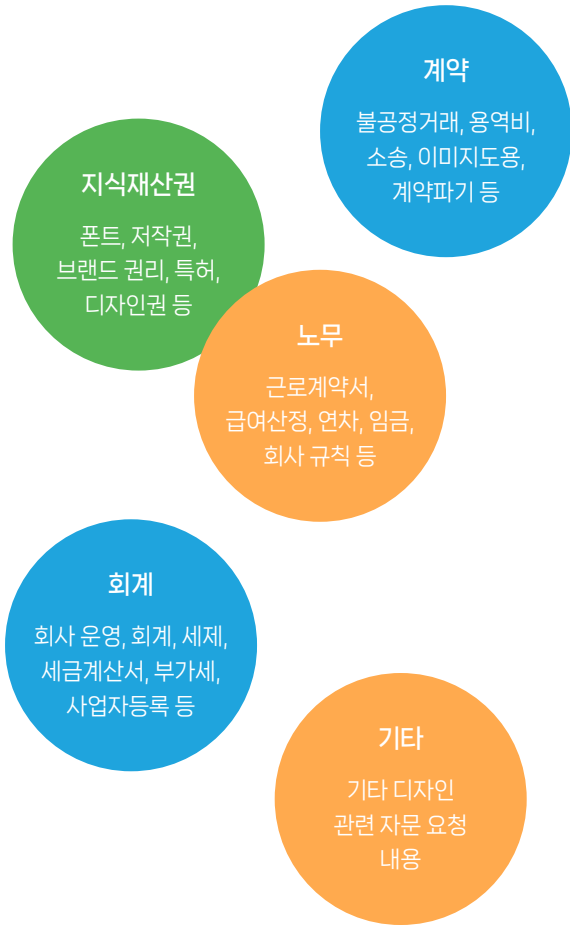 계약
불공정거래, 용역비,
소송, 이미지도용,
계약파기 등
지식재산권
폰트, 저작권,
브랜드 권리, 특허,
디자인권 등
노무
근로계약서,
급여산정, 연차, 임금,
회사 규칙 등
회계
회사 운영, 회계, 세제,
세금계산서, 부가세,
사업자등록 등
기타
기타 디자인
관련 자문 요청
내용